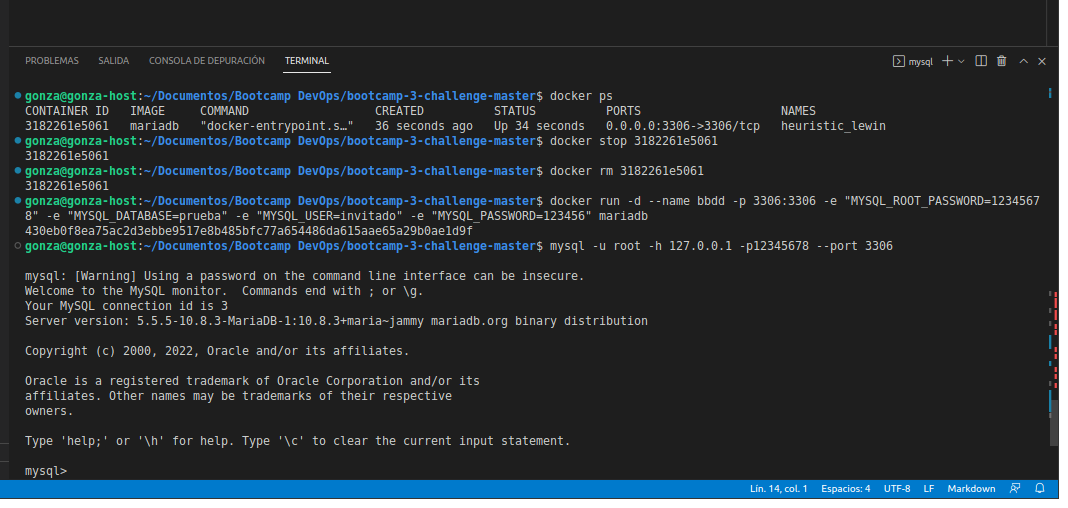 PROBLEMAS SALIDA CONSOLA DE DEPURACIÓN TERMINAL mysql
gonza@gonza-host:~/Documentos/Bootcamp DevOps/bootcamp-3-challenge-master$ docker ps
CONTAINER ID IMAGE COMMAND CREATED STATUS PORTS NAMES
3182261e5061 mariadb "docker-entrypoint.s…" 36 seconds ago Up 34 seconds 0.0.0.0:3306->3306/tcp heuristic_lewin
gonza@gonza-host:~/Documentos/Bootcamp DevOps/bootcamp-3-challenge-master$ docker stop 3182261e5061
3182261e5061
gonza@gonza-host:~/Documentos/Bootcamp DevOps/bootcamp-3-challenge-master$ docker rm 3182261e5061
3182261e5061
gonza@gonza-host:~/Documentos/Bootcamp DevOps/bootcamp-3-challenge-master$ docker run -d --name bbdd -p 3306:3306 -e "MYSQL_ROOT_PASSWORD=1234567
8" -e "MYSQL_DATABASE=prueba" -e "MYSQL_USER=invitado" -e "MYSQL_PASSWORD=123456" mariadb
430eb0f8ea75ac2d3ebbe9517e8b485bfc77a654486da615aae65a29b0ae1d9f
gonza@gonza-host:~/Documentos/Bootcamp DevOps/bootcamp-3-challenge-master$ mysql -u root -h 127.0.0.1 -p12345678 --port 3306
mysql: [Warning] Using a password on the command line interface can be insecure.
Welcome to the MySQL monitor.  Commands end with ; or \g.
Your MySQL connection id is 3
Server version: 5.5.5-10.8.3-MariaDB-1:10.8.3+maria~jammy mariadb.org binary distribution
Copyright (c) 2000, 2022, Oracle and/or its affiliates.
Oracle is a registered trademark of Oracle Corporation and/or its
affiliates. Other names may be trademarks of their respective
owners.
Type 'help;' or '\h' for help. Type '\c' to clear the current input statement.
mysql>
Lín. 14, col. 1 Espacios: 4 UTF-8 LF Markdown